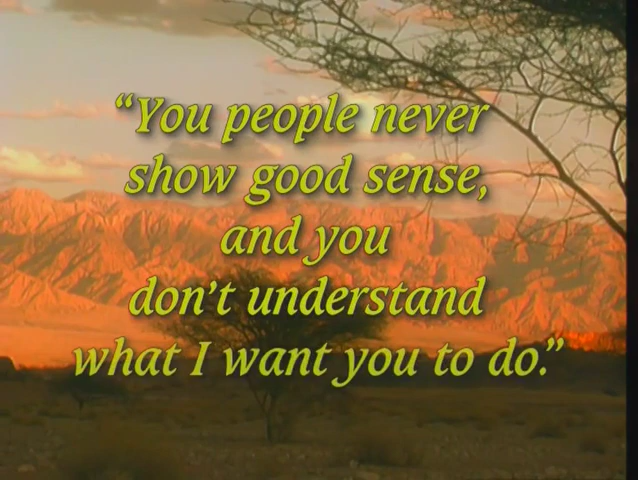 “You people never
show good sense,
and you
don’t understand
what I want you to do.”